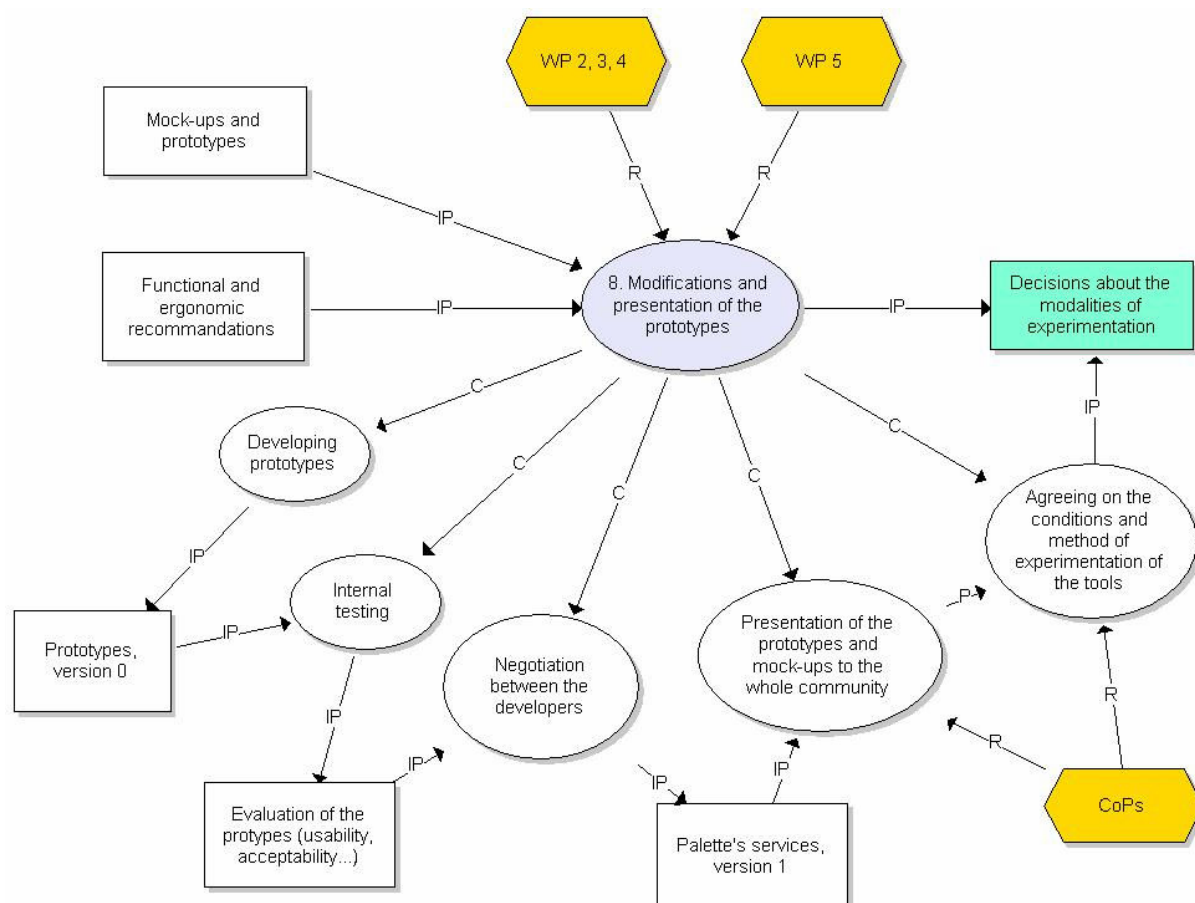 WP 2, 3, 4
WP 5
Mock-ups and
prototypes
R
R
IP
Functional and
ergonomic
recommandations
IP
8. Modifications and
presentation of the
prototypes
IP
Decisions about the
modalities of
experimentation
C
C
C
C
C
IP
Developing
prototypes
Agreeing on the
conditions and
method of
experimentation of
the tools
IP
Internal
testing
P
Prototypes,
version 0
IP
Negotiation
between the
developers
Presentation of the
prototypes and
mock-ups to the
whole community
R
IP
R
IP
IP
IP
Evaluation of the
protypes (usability,
acceptability...)
Palette's services,
version 1
CoPs